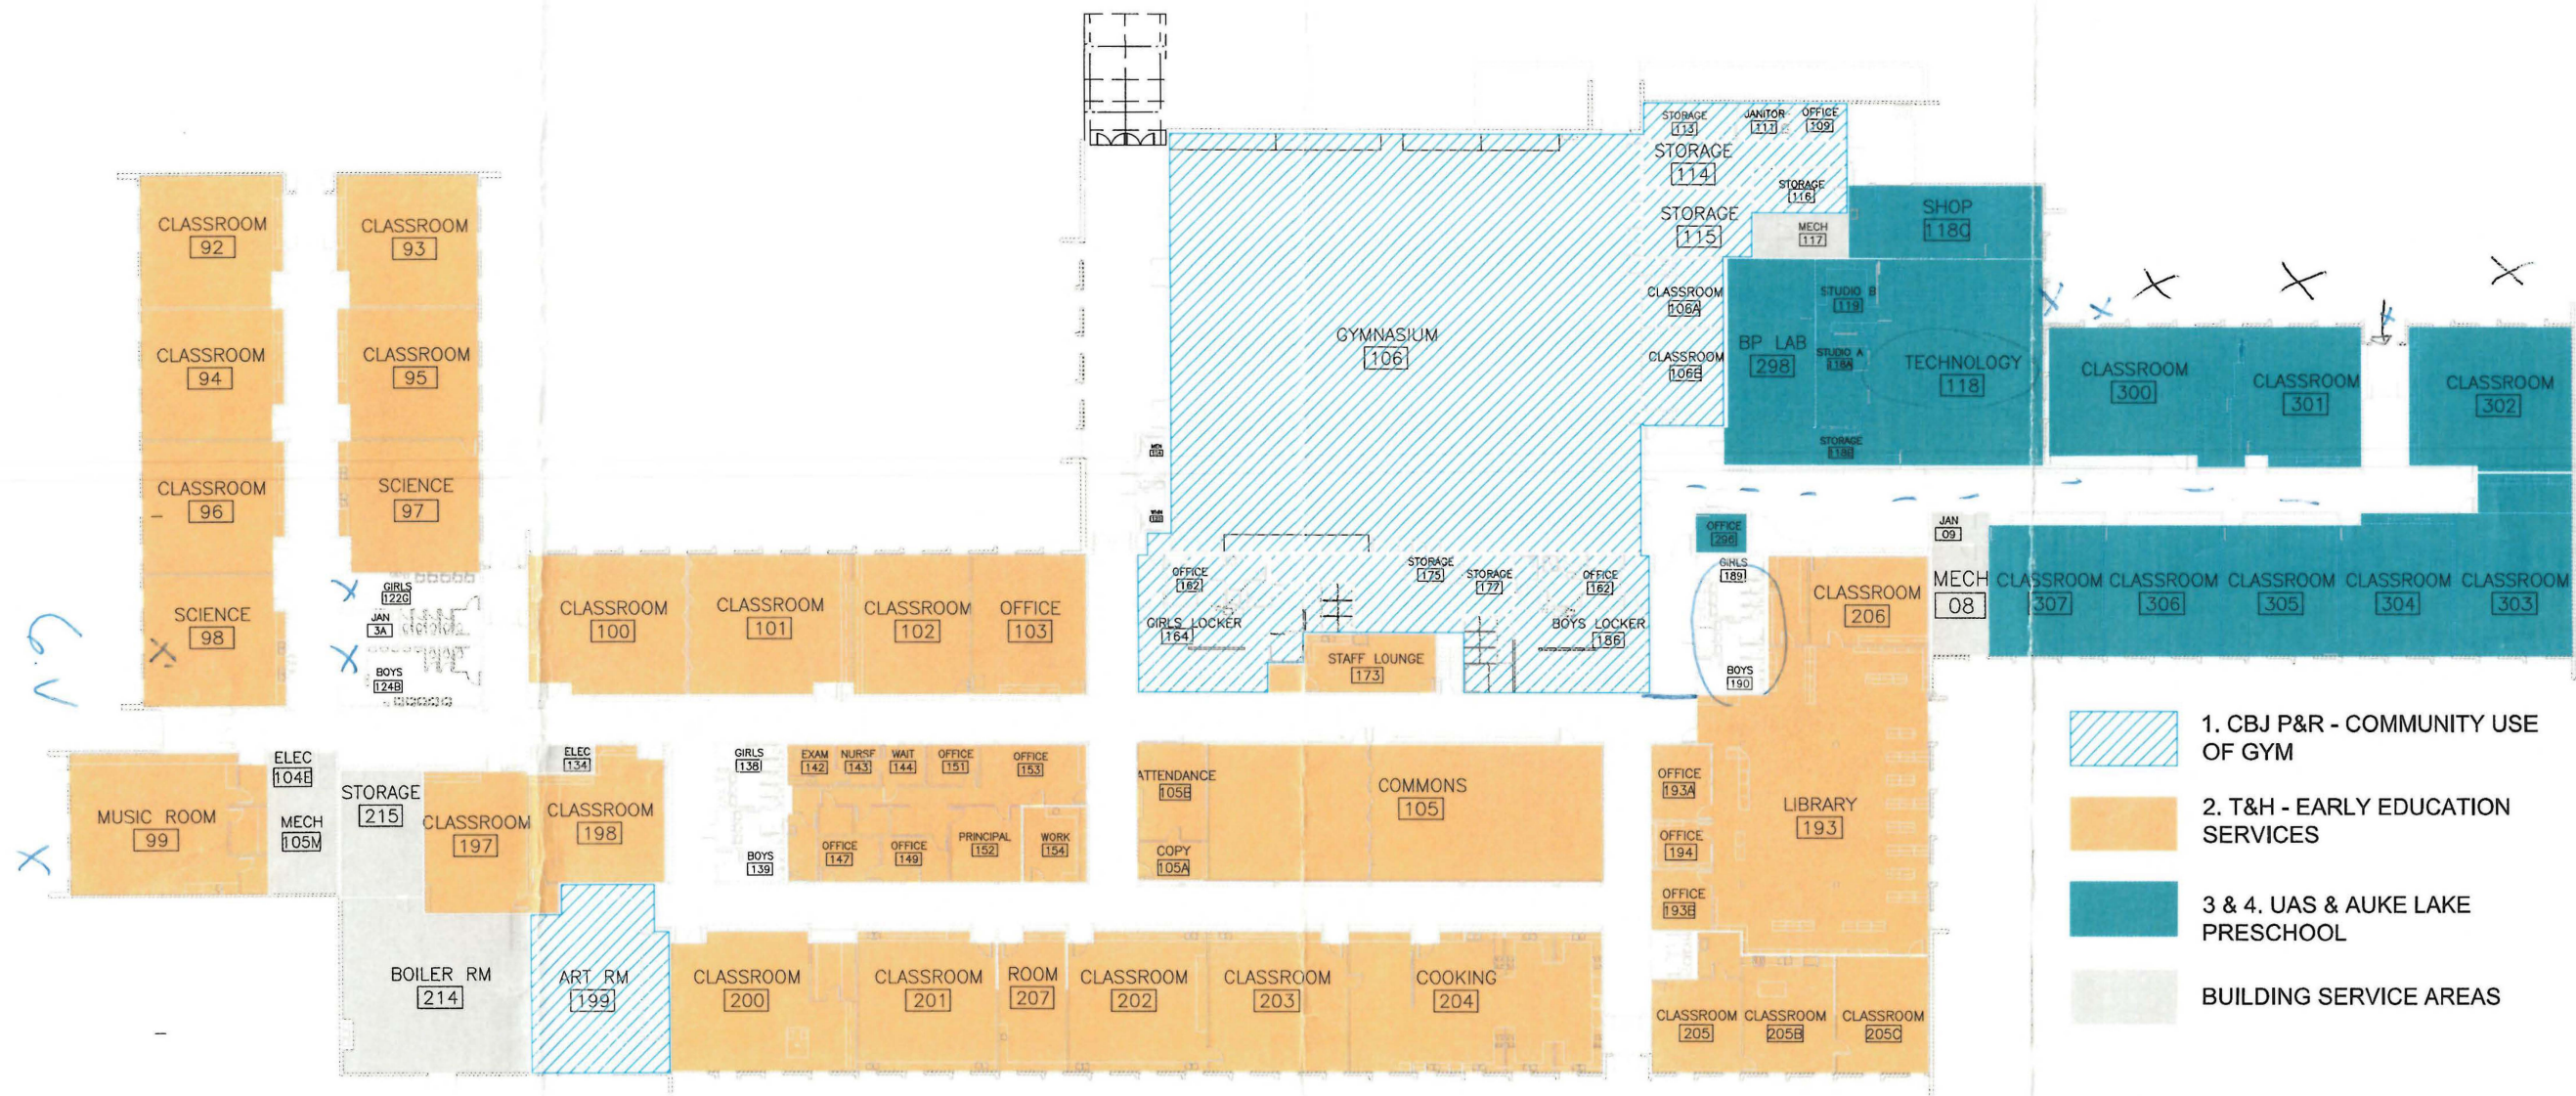 STORAGE
113
JANITOR
111
OFFICE
109
STORAGE
114
STORAGE
116
STORAGE
115
MECH
117
SHOP
118C
CLASSROOM
92
CLASSROOM
93
CLASSROOM
94
CLASSROOM
95
CLASSROOM
96
SCIENCE
97
SCIENCE
98
GIRLS
122G
JAN
3A
BOYS
124B
GYMNASIUM
106
CLASSROOM
106A
CLASSROOM
106B
BP LAB
298
STUDIO B
119
STUDIO A
118A
TECHNOLOGY
118
STORAGE
118B
CLASSROOM
300
CLASSROOM
301
CLASSROOM
302
MEN
WMN
OFFICE
296
GIRLS
189
BOYS
190
JAN
09
MECH
08
CLASSROOM
307
CLASSROOM
306
CLASSROOM
305
CLASSROOM
304
CLASSROOM
303
CLASSROOM
100
CLASSROOM
101
CLASSROOM
102
OFFICE
103
OFFICE
162
GIRLS LOCKER
164
STORAGE
175
STORAGE
177
OFFICE
162
BOYS LOCKER
186
STAFF LOUNGE
173
CLASSROOM
206
MUSIC ROOM
99
ELEC
104E
MECH
105M
STORAGE
215
CLASSROOM
197
ELEC
134
CLASSROOM
198
GIRLS
138
BOYS
139
EXAM
142
NURSE
143
WAIT
144
OFFICE
151
OFFICE
153
OFFICE
147
OFFICE
149
PRINCIPAL
152
WORK
154
ATTENDANCE
105B
COPY
105A
COMMONS
105
OFFICE
193A
OFFICE
194
OFFICE
193B
LIBRARY
193
BOILER RM
214
ART RM
199
CLASSROOM
200
CLASSROOM
201
ROOM
207
CLASSROOM
202
CLASSROOM
203
COOKING
204
CLASSROOM
205
CLASSROOM
205B
CLASSROOM
205C
1. CBJ P&R - COMMUNITY USE
OF GYM
2. T&H - EARLY EDUCATION
SERVICES
3 & 4. UAS & AUKE LAKE
PRESCHOOL
BUILDING SERVICE AREAS